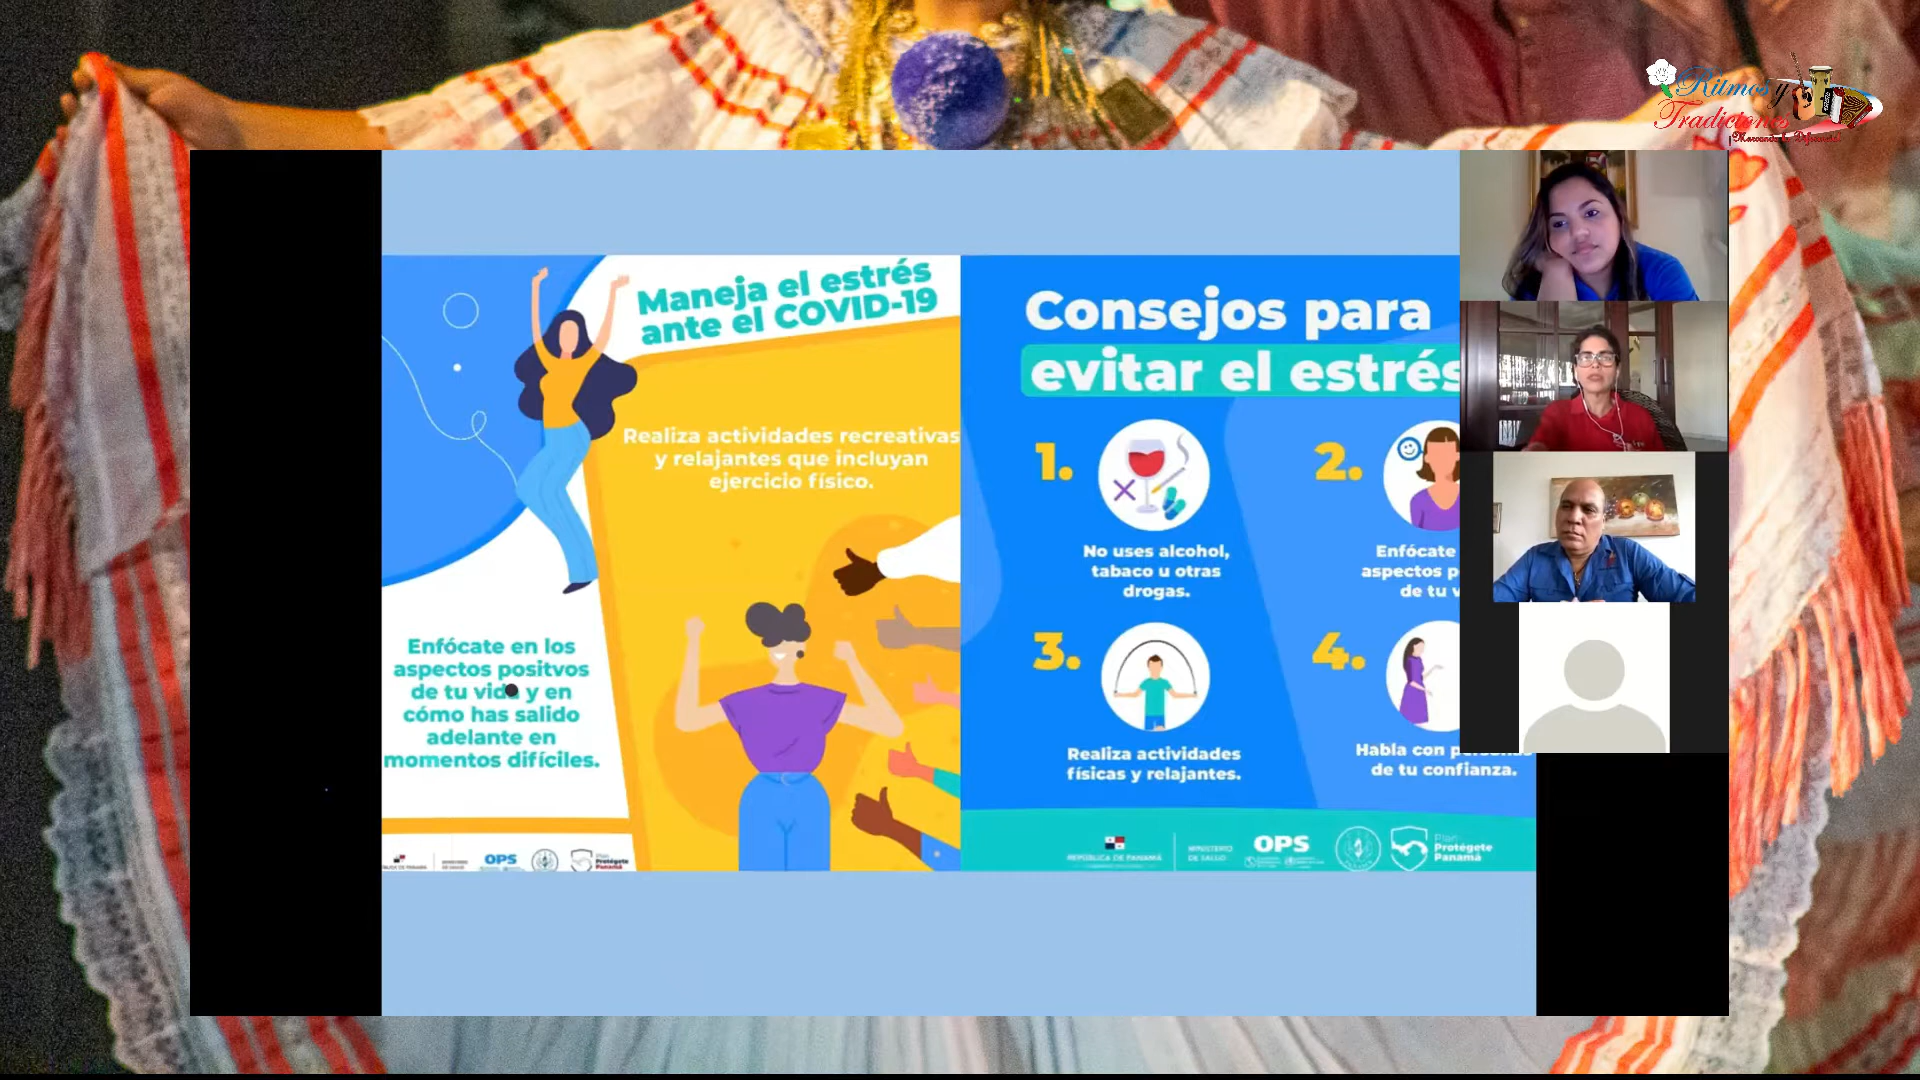 Ritmos y
Tradiciones
Maneja el estrés
ante el COVID-19
Realiza actividades recreativas
y relajantes que incluyan
ejercicio físico.
Enfócate en los
aspectos positvos
de tu vida y en
cómo has salido
adelante en
momentos difíciles.
OPS
Plan
Protégete
Panamá
Consejos para
evitar el estrés
1.
No uses alcohol,
tabaco u otras
drogas.
2.
Enfócate
aspectos
de tu
3.
Realiza actividades
físicas y relajantes.
4.
Habla con
de tu confianza.
REPÚBLICA DE PANAMÁ
MINISTERIO
DE SALUD
OPS
Plan
Protégete
Panamá